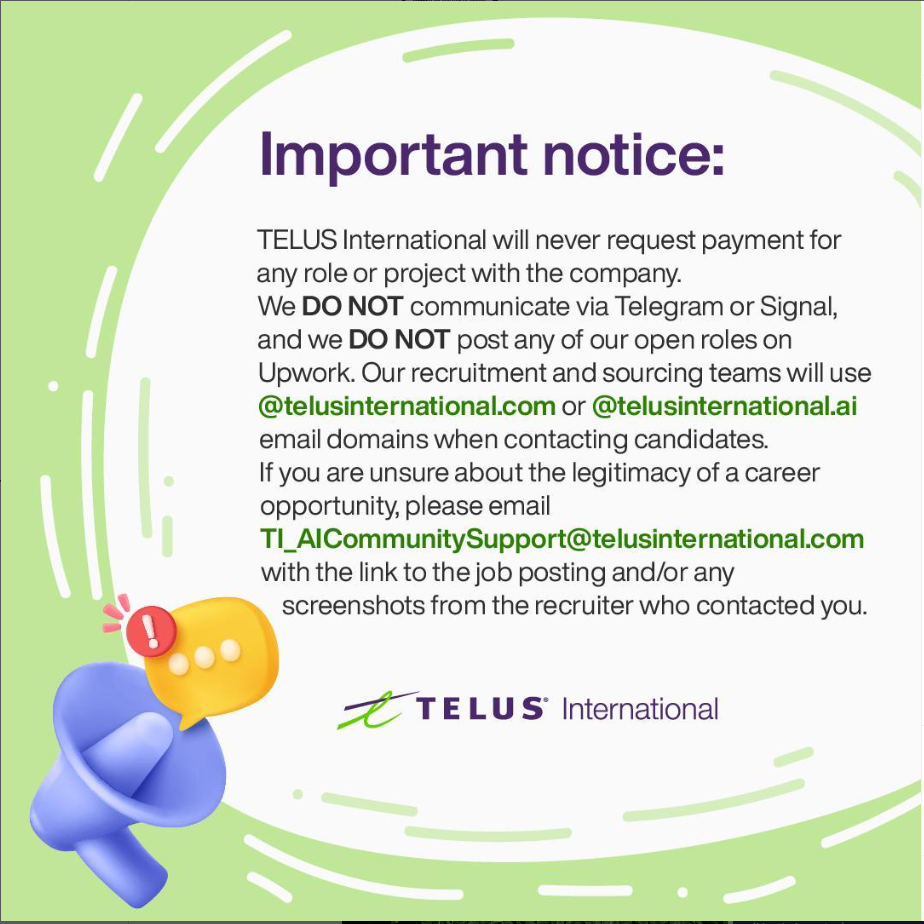 Important notice:
TELUS International will never request payment for
any role or project with the company.
We DO NOT communicate via Telegram or Signal,
and we DO NOT post any of our open roles on
Upwork. Our recruitment and sourcing teams will use
@telusinternational.com or @telusinternational.ai
email domains when contacting candidates.
If you are unsure about the legitimacy of a career
opportunity, please email
TI_AICommunitySupport@telusinternational.com
with the link to the job posting and/or any
screenshots from the recruiter who contacted you.
TELUS® International